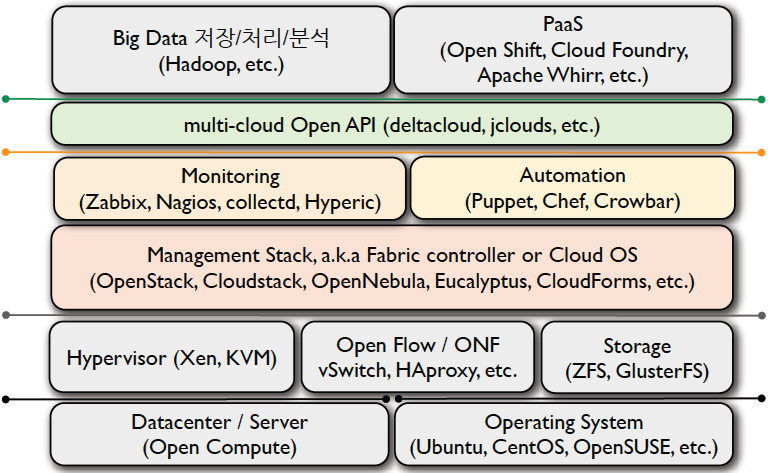 Big Data 저장/처리/분석
(Hadoop, etc.)
PaaS
(Open Shift, Cloud Foundry,
Apache Whirr, etc.)
multi-cloud Open API (deltacloud, jclouds, etc.)
Monitoring
(Zabbix, Nagios, collectd, Hyperic)
Automation
(Puppet, Chef, Crowbar)
Management Stack, a.k.a Fabric controller or Cloud OS
(OpenStack, Cloudstack, OpenNebula, Eucalyptus, CloudForms, etc.)
Hypervisor (Xen, KVM)
Open Flow / ONF
vSwitch, HAproxy, etc.
Storage
(ZFS, GlusterFS)
Datacenter / Server
(Open Compute)
Operating System
(Ubuntu, CentOS, OpenSUSE, etc.)